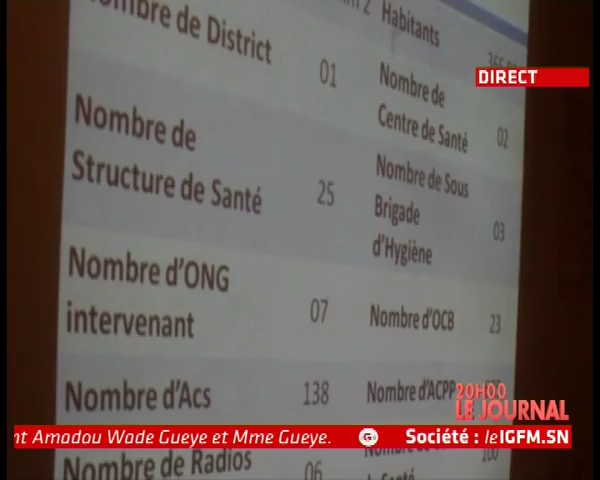 Nombre de District 01
Habitants
DIRECT
Nombre de
Centre de Santé 02
Nombre de
Structure de Santé 25
Nombre de Sous
Brigade
d'Hygiène 03
Nombre d'ONG
intervenant 07
Nombre d'OCB 23
Nombre d'Acs 138
Nombre d'ACPP
20H00
LE JOURNAL
Amadou Wade Gueye et Mme Gueye. Société : leIGFM.SN
Nombre de Radios 06
100